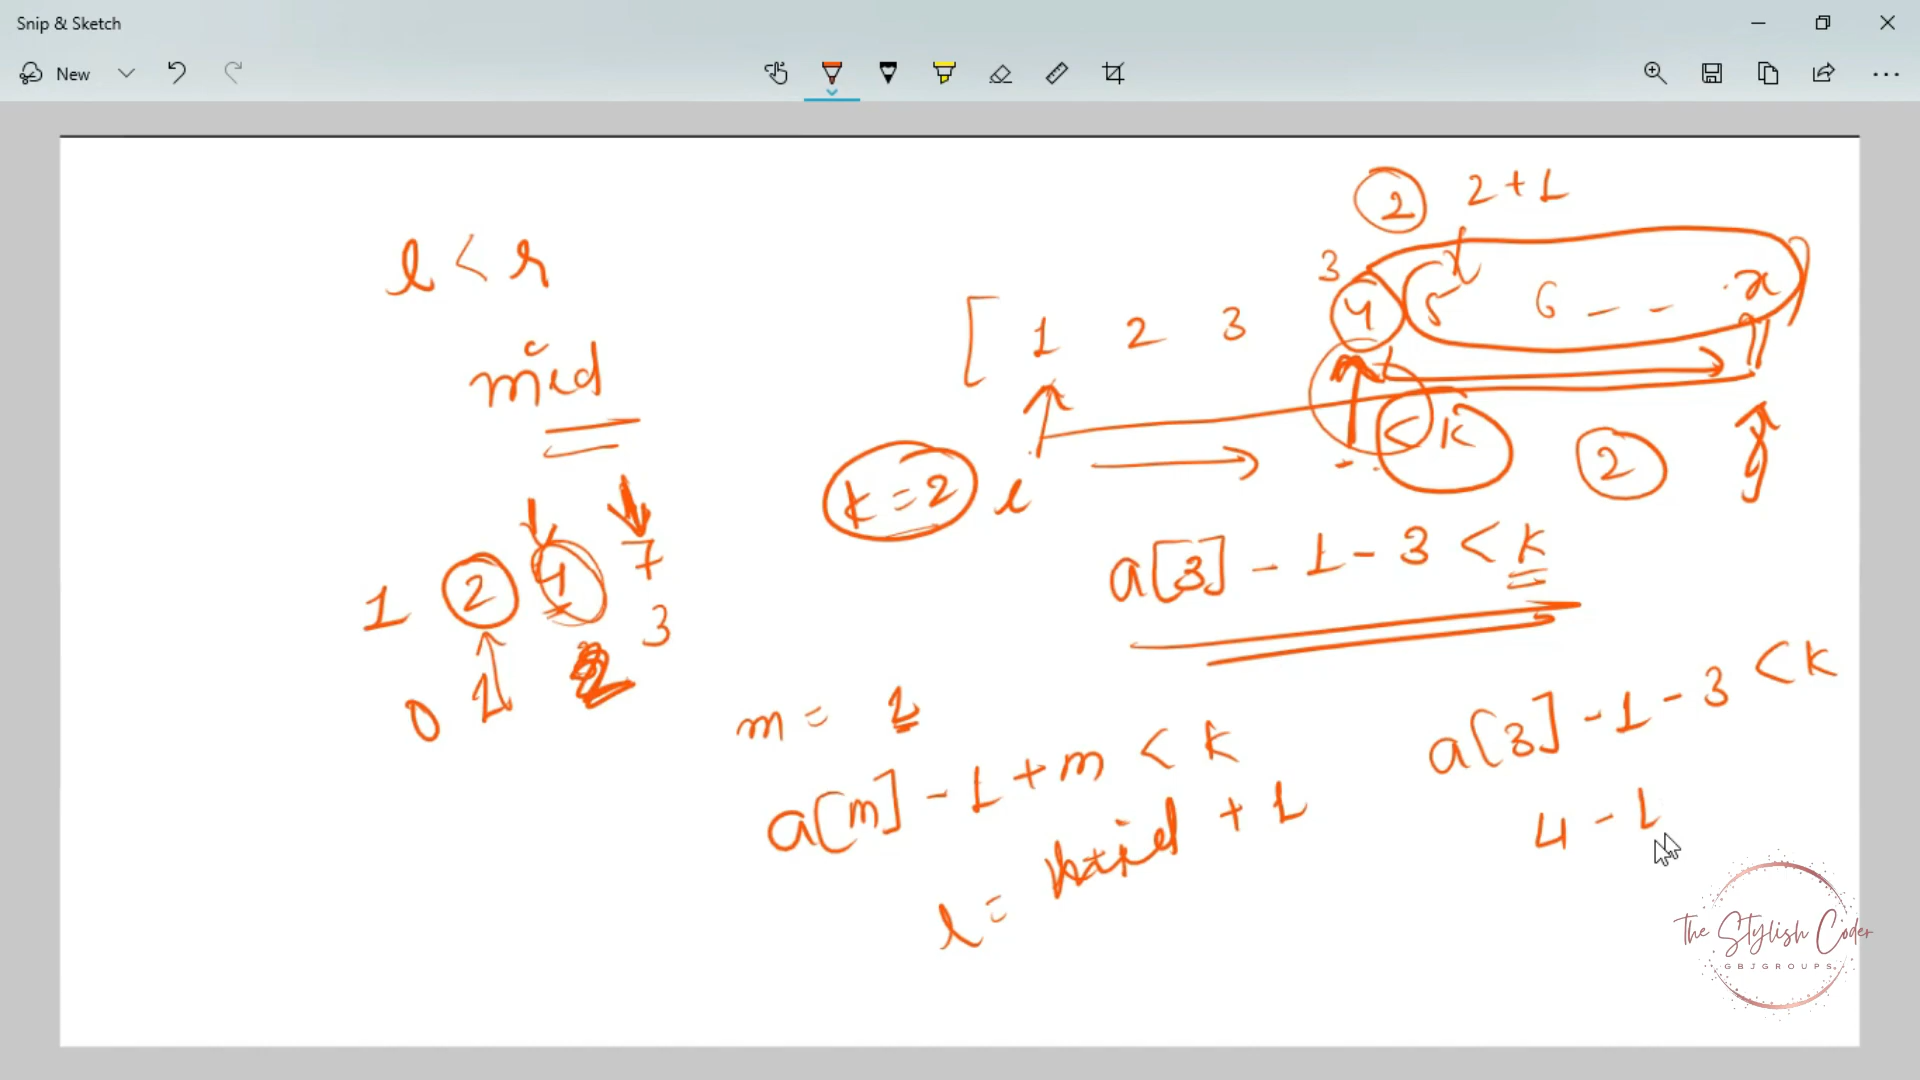 Snip & Sketch
New
l < r
mid
1 2 4 7
0 1 2 3
2 2 + 1
3
[ 1 2 3 4 5 6 - - x
< k
k = 2 l 2
a[3] - 1 - 3 < k
m = 2
a[m] - 1 + m < k
l = mid + 1
a[3] - 1 - 3 < k
4 - 1
The Stylish Coder
GBJGROUPS